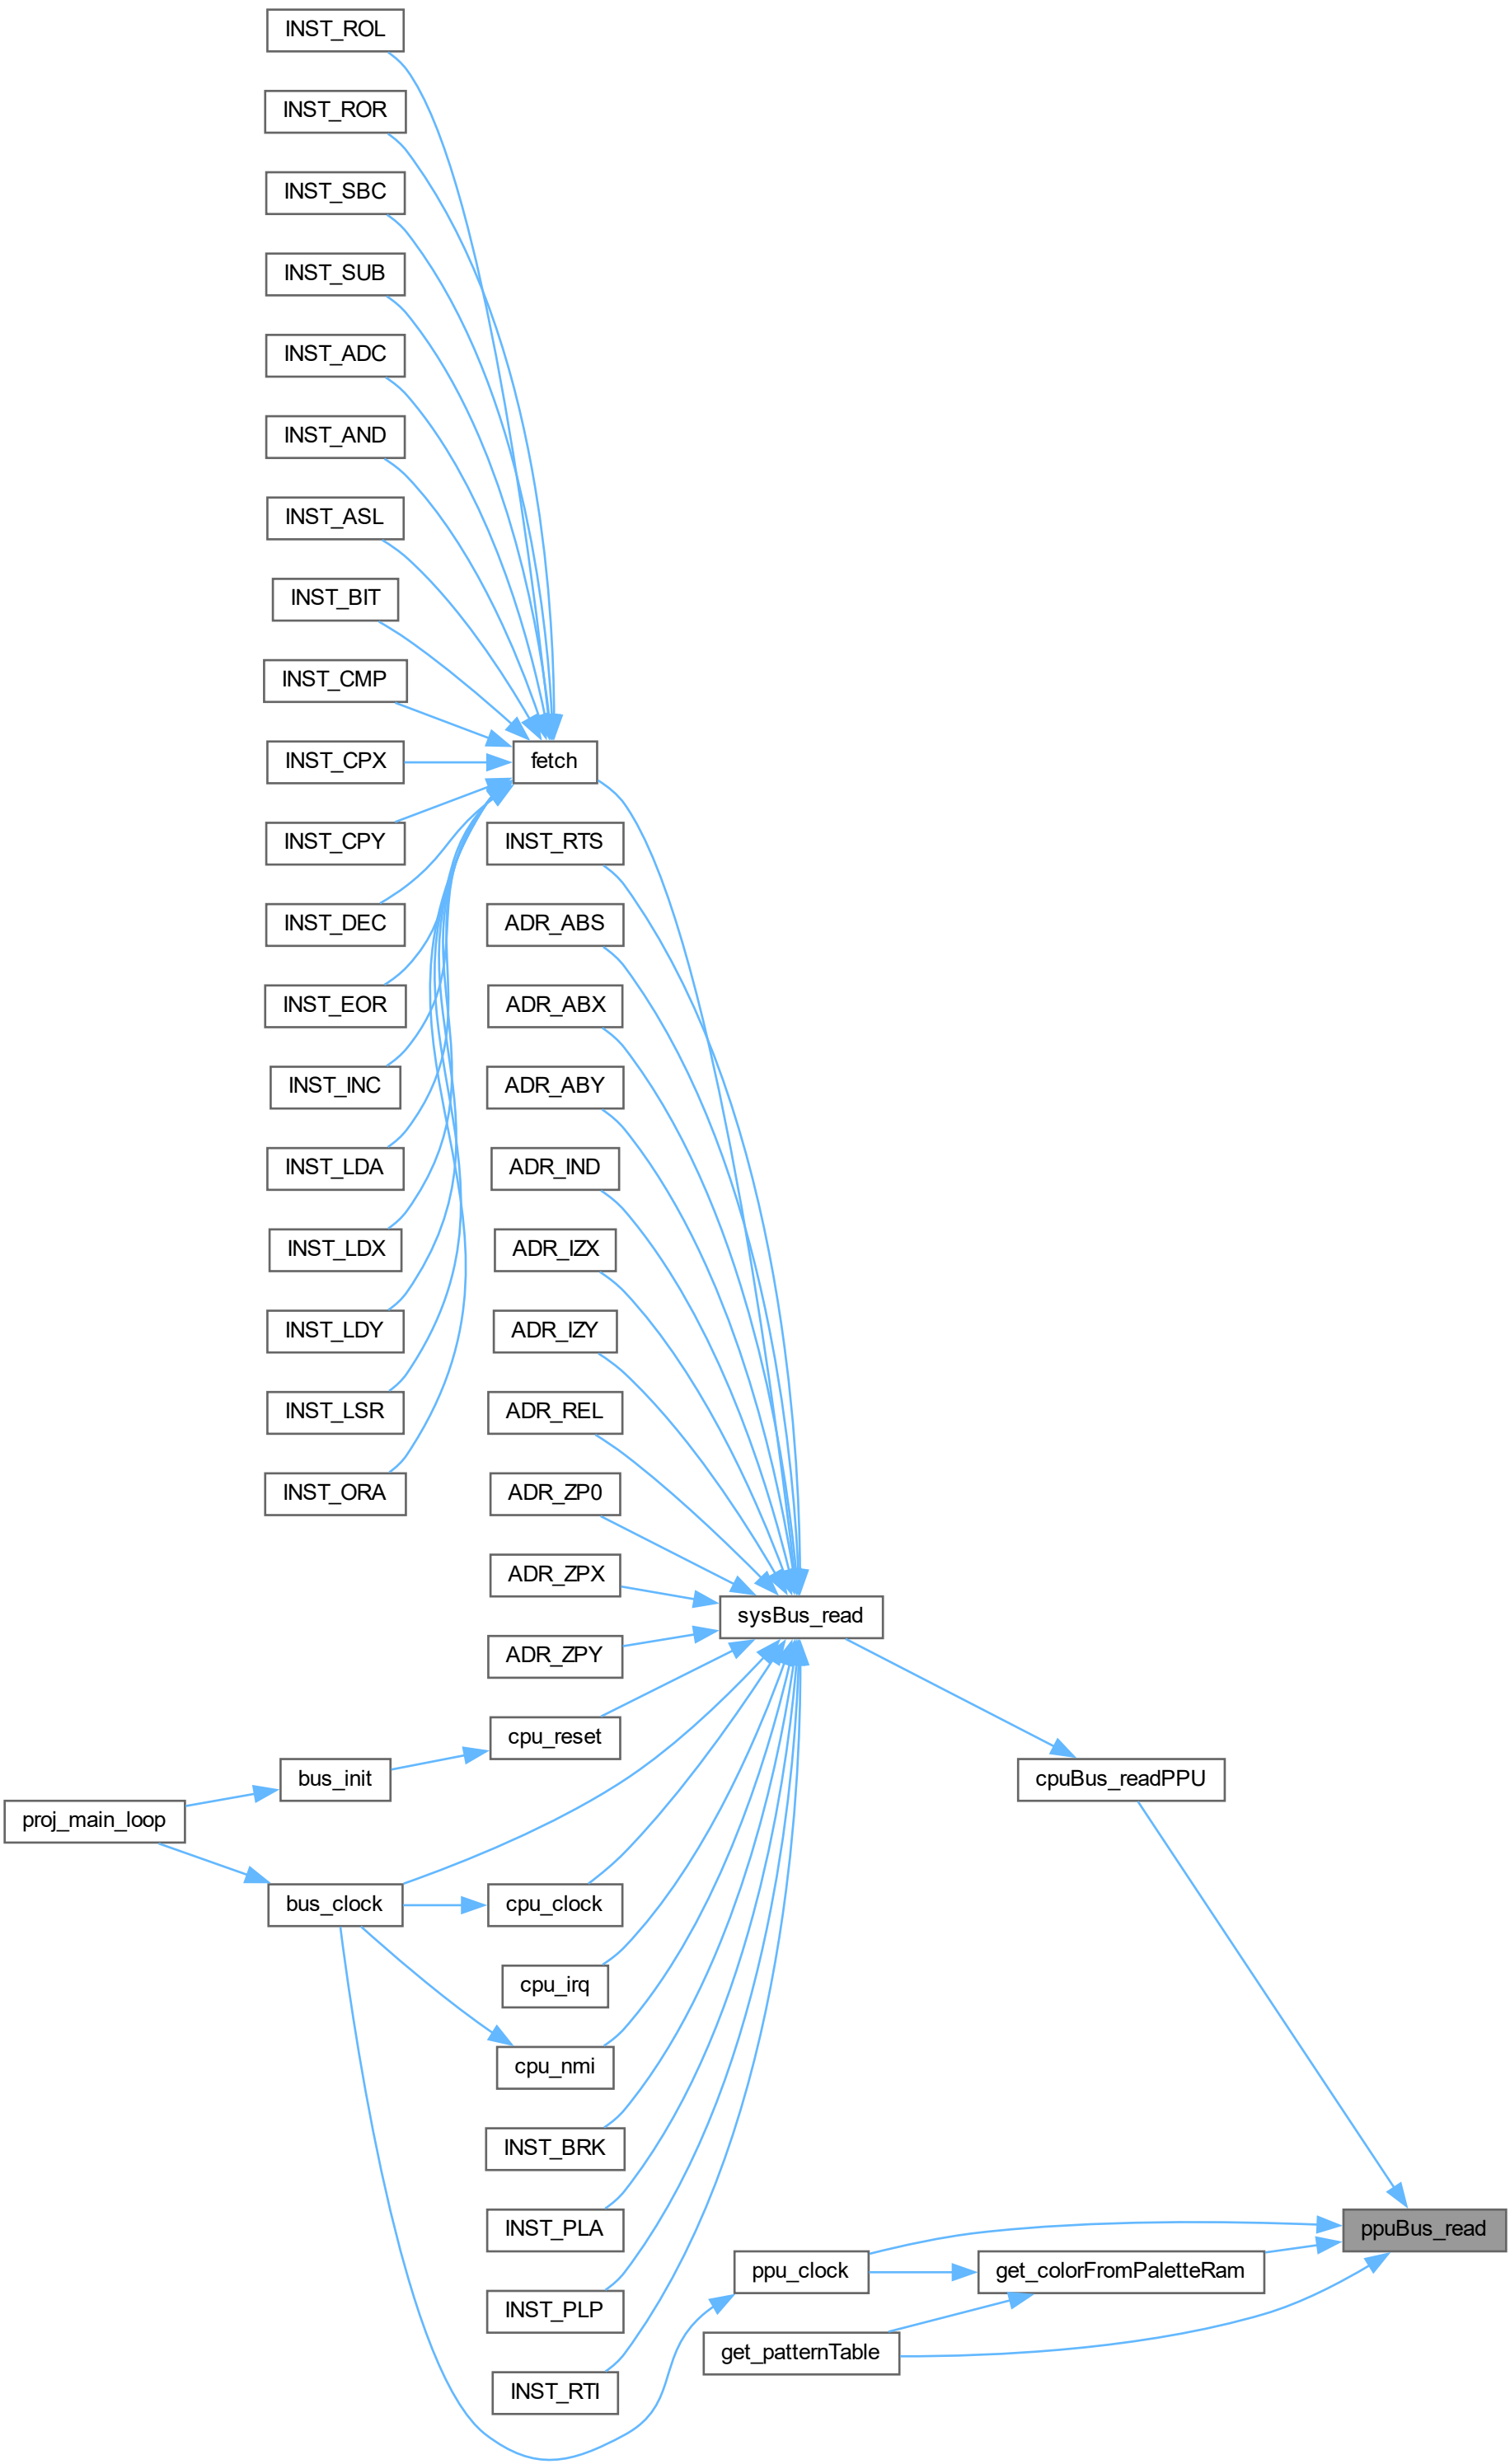 INST_ROL
INST_ROR
INST_SBC
INST_SUB
INST_ADC
INST_AND
INST_ASL
INST_BIT
INST_CMP
INST_CPX
INST_CPY
INST_DEC
INST_EOR
INST_INC
INST_LDA
INST_LDX
INST_LDY
INST_LSR
INST_ORA
fetch
INST_RTS
ADR_ABS
ADR_ABX
ADR_ABY
ADR_IND
ADR_IZX
ADR_IZY
ADR_REL
ADR_ZP0
ADR_ZPX
ADR_ZPY
cpu_reset
bus_init
proj_main_loop
bus_clock
cpu_clock
cpu_irq
cpu_nmi
INST_BRK
INST_PLA
INST_PLP
INST_RTI
sysBus_read
cpuBus_readPPU
ppuBus_read
ppu_clock
get_colorFromPaletteRam
get_patternTable